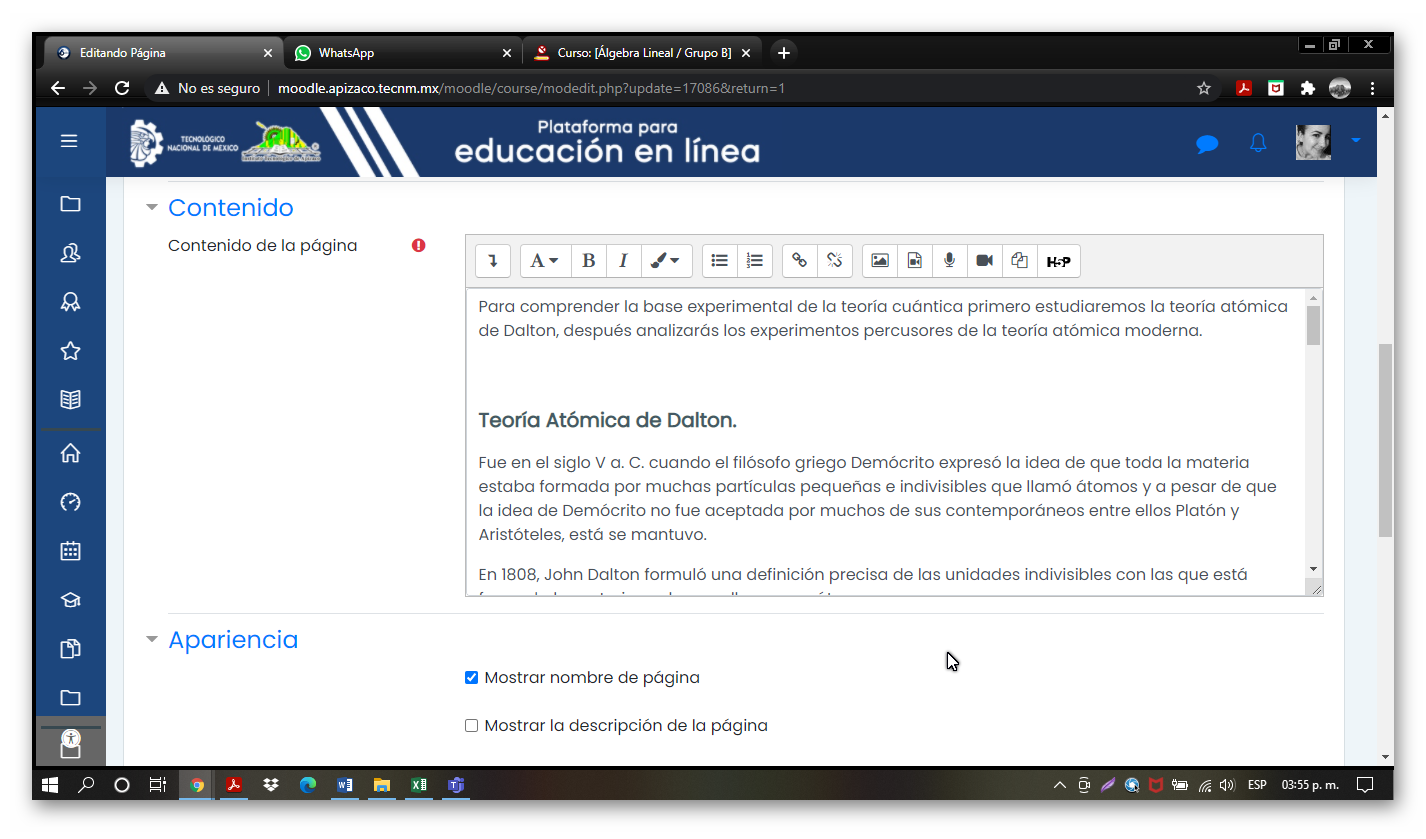 Editando Página
WhatsApp
Curso: [Álgebra Lineal / Grupo B]
No es seguro
moodle.apizaco.tecnm.mx/moodle/course/modedit.php?update=17086&return=1
TECNOLÓGICO
NACIONAL DE MÉXICO
Plataforma para
educación en línea
Contenido
Contenido de la página
A B I
H5P
Para comprender la base experimental de la teoría cuántica primero estudiaremos la teoría atómica
de Dalton, después analizarás los experimentos percusores de la teoría atómica moderna.
Teoría Atómica de Dalton.
Fue en el siglo V a. C. cuando el filósofo griego Demócrito expresó la idea de que toda la materia
estaba formada por muchas partículas pequeñas e indivisibles que llamó átomos y a pesar de que
la idea de Demócrito no fue aceptada por muchos de sus contemporáneos entre ellos Platón y
Aristóteles, está se mantuvo.
En 1808, John Dalton formuló una definición precisa de las unidades indivisibles con las que está
Apariencia
Mostrar nombre de página
Mostrar la descripción de la página
ESP
03:55 p. m.